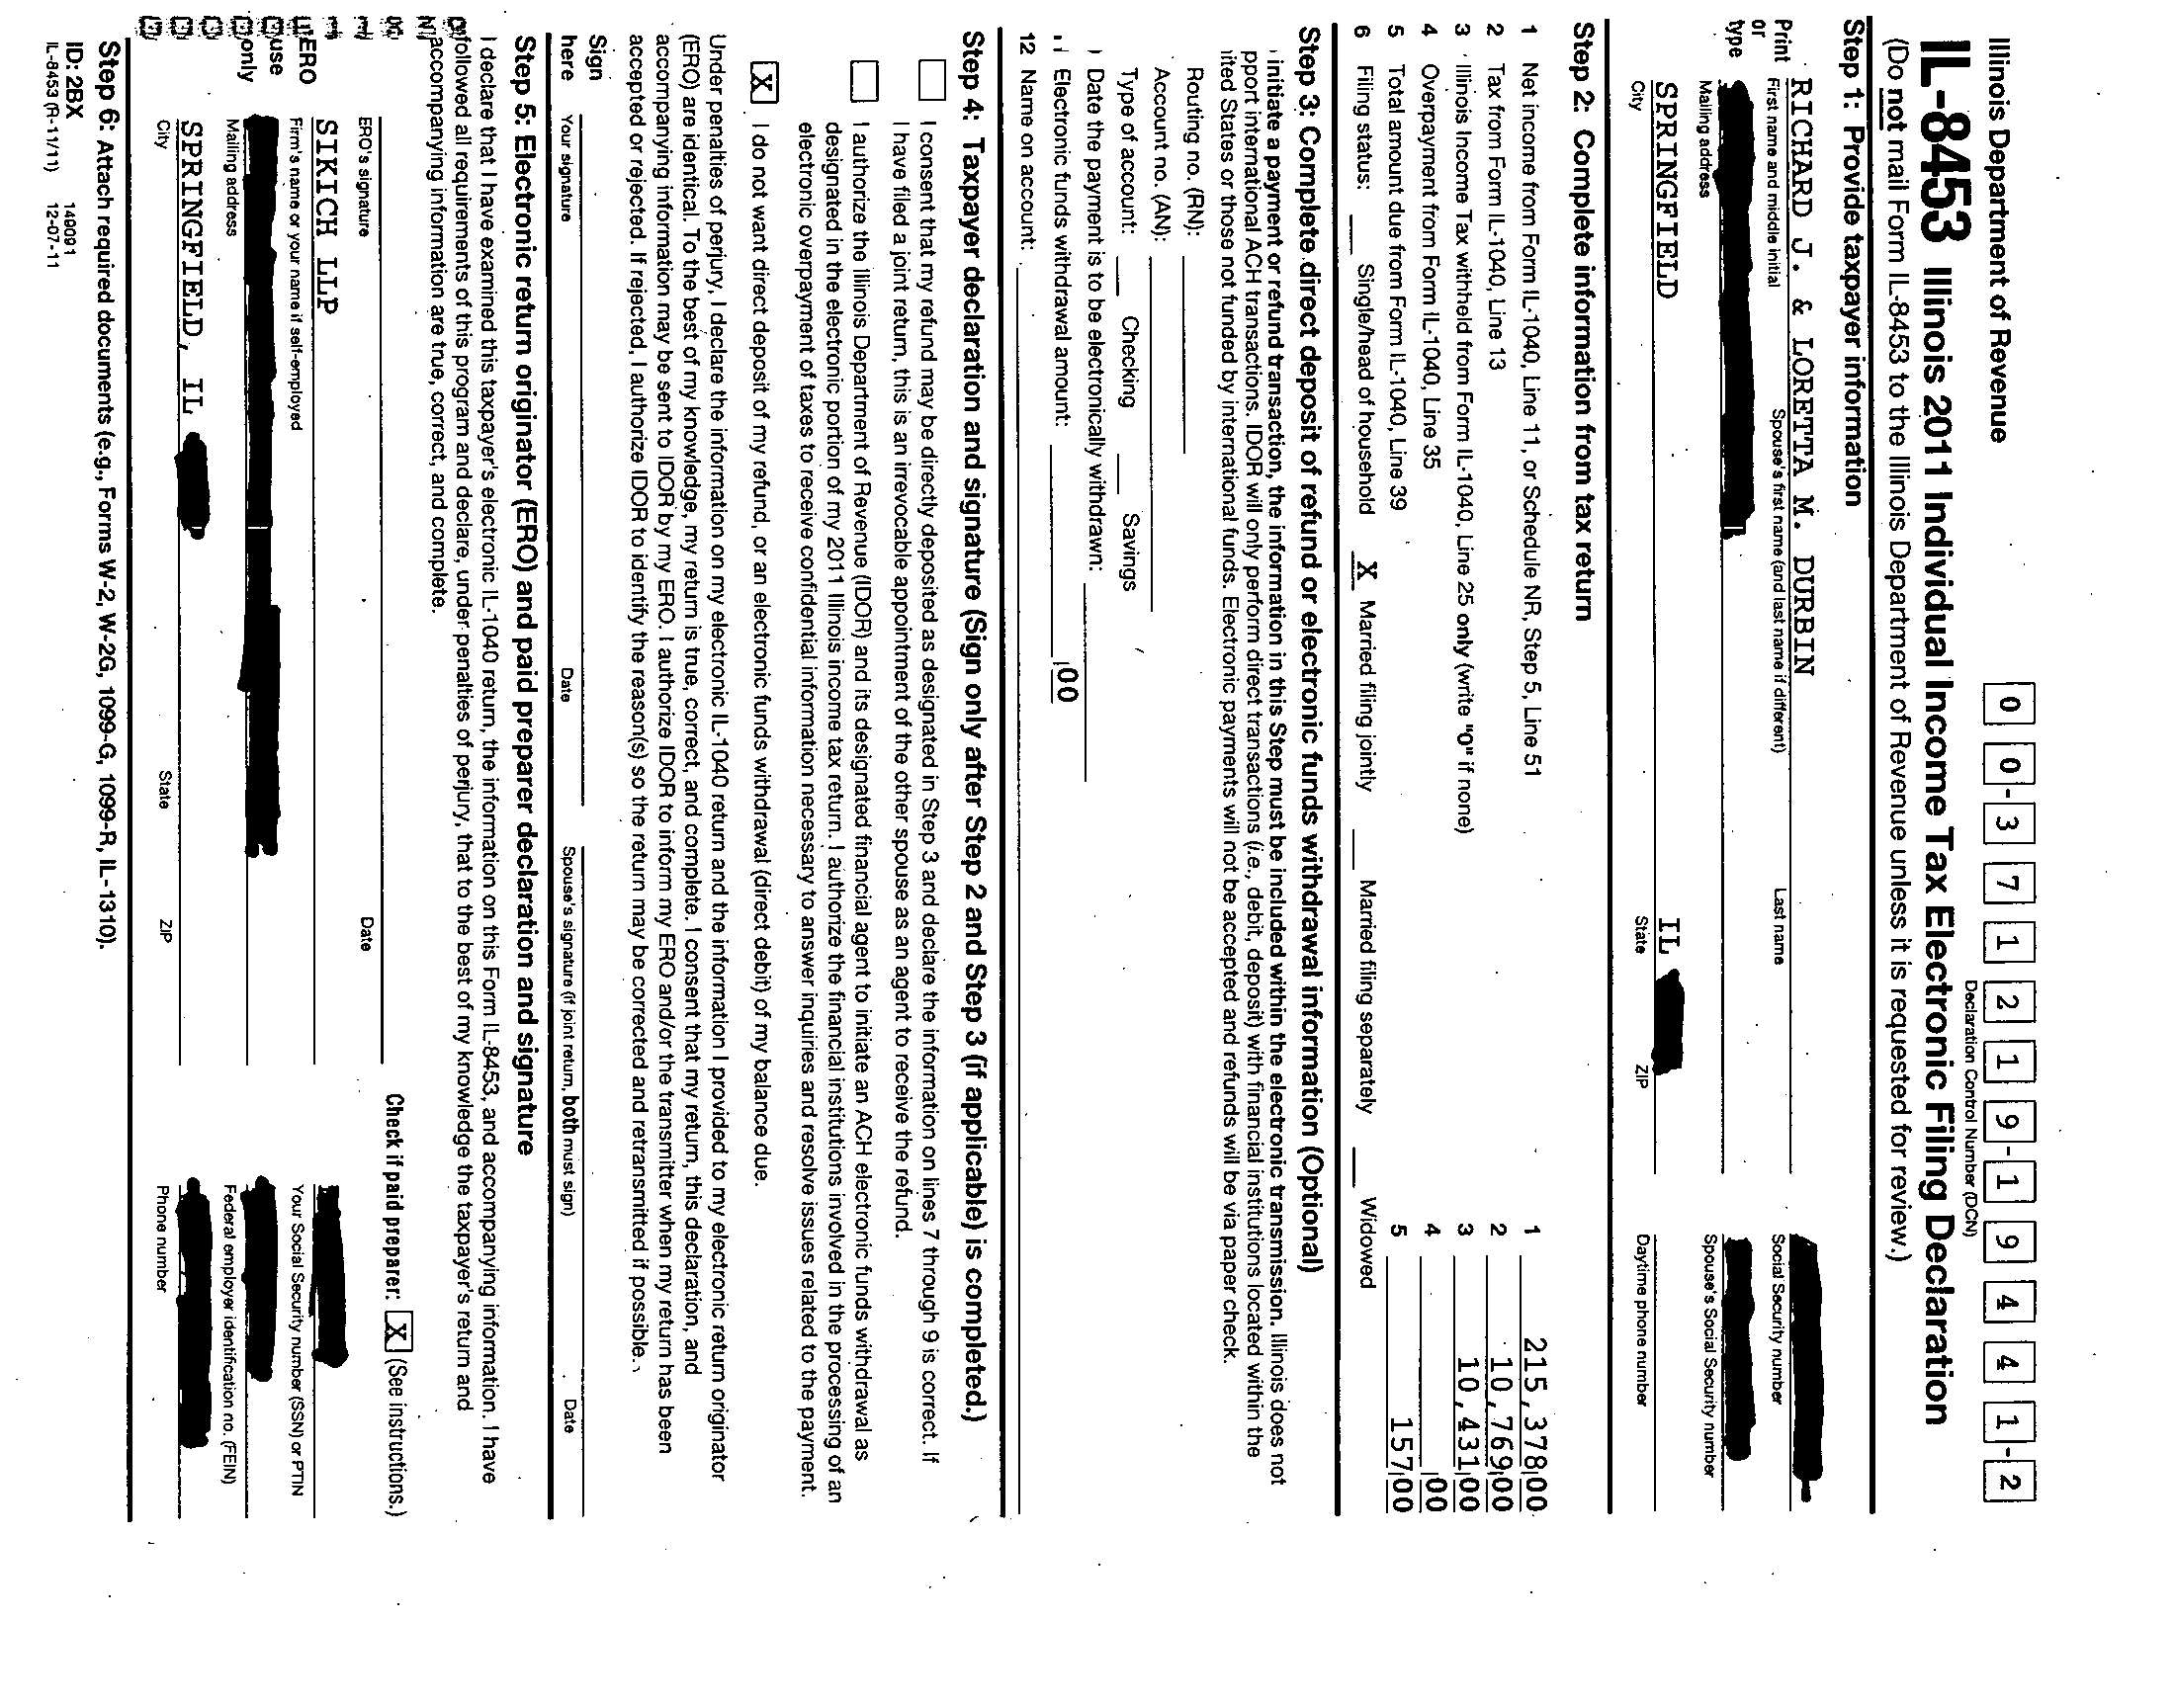 Illinois Department of Revenue
0 0 - 3 7 1 1 2 1 9 - 1 9 4 4 1 - 2
Declaration Control Number (DCN)
IL-8453 Illinois 2011 Individual Income Tax Electronic Filing Declaration
(Do not mail Form IL-8453 to the Illinois Department of Revenue unless it is requested for review.)
Step 1: Provide taxpayer information
Print or type
RICHARD J. & LORETTA M. DURBIN
First name and middle initial Spouse's first name (and last name if different) Last name Social Security number
Mailing address Spouse's Social Security number
SPRINGFIELD IL
City State ZIP Daytime phone number
Step 2: Complete information from tax return
1 Net income from Form IL-1040, Line 11, or Schedule NR, Step 5, Line 51 1 215,378 00
2 Tax from Form IL-1040, Line 13 2 10,769 00
3 Illinois Income Tax withheld from Form IL-1040, Line 25 only (write "0" if none) 3 10,431 00
4 Overpayment from Form IL-1040, Line 35 4 00
5 Total amount due from Form IL-1040, Line 39 5 157 00
6 Filing status: Single/head of household X Married filing jointly Married filing separately Widowed
Step 3: Complete direct deposit of refund or electronic funds withdrawal information (Optional)
initiate a payment or refund transaction, the information in this Step must be included within the electronic transmission. Illinois does not
pport international ACH transactions. IDOR will only perform direct transactions (i.e., debit, deposit) with financial institutions located within the
ited States or those not funded by international funds. Electronic payments will not be accepted and refunds will be via paper check.
Routing no. (RN):
Account no. (AN):
Type of account: Checking Savings
Date the payment is to be electronically withdrawn:
Electronic funds withdrawal amount: 00
12 Name on account:
Step 4: Taxpayer declaration and signature (Sign only after Step 2 and Step 3 (if applicable) is completed.)
I consent that my refund may be directly deposited as designated in Step 3 and declare the information on lines 7 through 9 is correct. If
I have filed a joint return, this is an irrevocable appointment of the other spouse as an agent to receive the refund.
I authorize the Illinois Department of Revenue (IDOR) and its designated financial agent to initiate an ACH electronic funds withdrawal as
designated in the electronic portion of my 2011 Illinois income tax return. I authorize the financial institutions involved in the processing of an
electronic overpayment of taxes to receive confidential information necessary to answer inquiries and resolve issues related to the payment.
X I do not want direct deposit of my refund, or an electronic funds withdrawal (direct debit) of my balance due.
Under penalties of perjury, I declare the information on my electronic IL-1040 return and the information I provided to my electronic return originator
(ERO) are identical. To the best of my knowledge, my return is true, correct, and complete. I consent that my return, this declaration, and
accompanying information may be sent to IDOR by my ERO. I authorize IDOR to inform my ERO and/or the transmitter when my return has been
accepted or rejected. If rejected, I authorize IDOR to identify the reason(s) so the return may be corrected and retransmitted if possible.
Sign
here Your signature Date Spouse's signature (if joint return, both must sign) Date
Step 5: Electronic return originator (ERO) and paid preparer declaration and signature
I declare that I have examined this taxpayer's electronic IL-1040 return, the information on this Form IL-8453, and accompanying information. I have
followed all requirements of this program and declare, under penalties of perjury, that to the best of my knowledge the taxpayer's return and
accompanying information are true, correct, and complete.
Check if paid preparer: X (See instructions.)
ERO's signature Date
ERO use only
SIKICH LLP
Firm's name or your name if self-employed Your Social Security number (SSN) or PTIN
Mailing address Federal employer identification no. (FEIN)
SPRINGFIELD, IL
City State ZIP Phone number
Step 6: Attach required documents (e.g., Forms W-2, W-2G, 1099-G, 1099-R, IL-1310).
ID: 2BX
149091
IL-8453 (R-11/11) 12-07-11